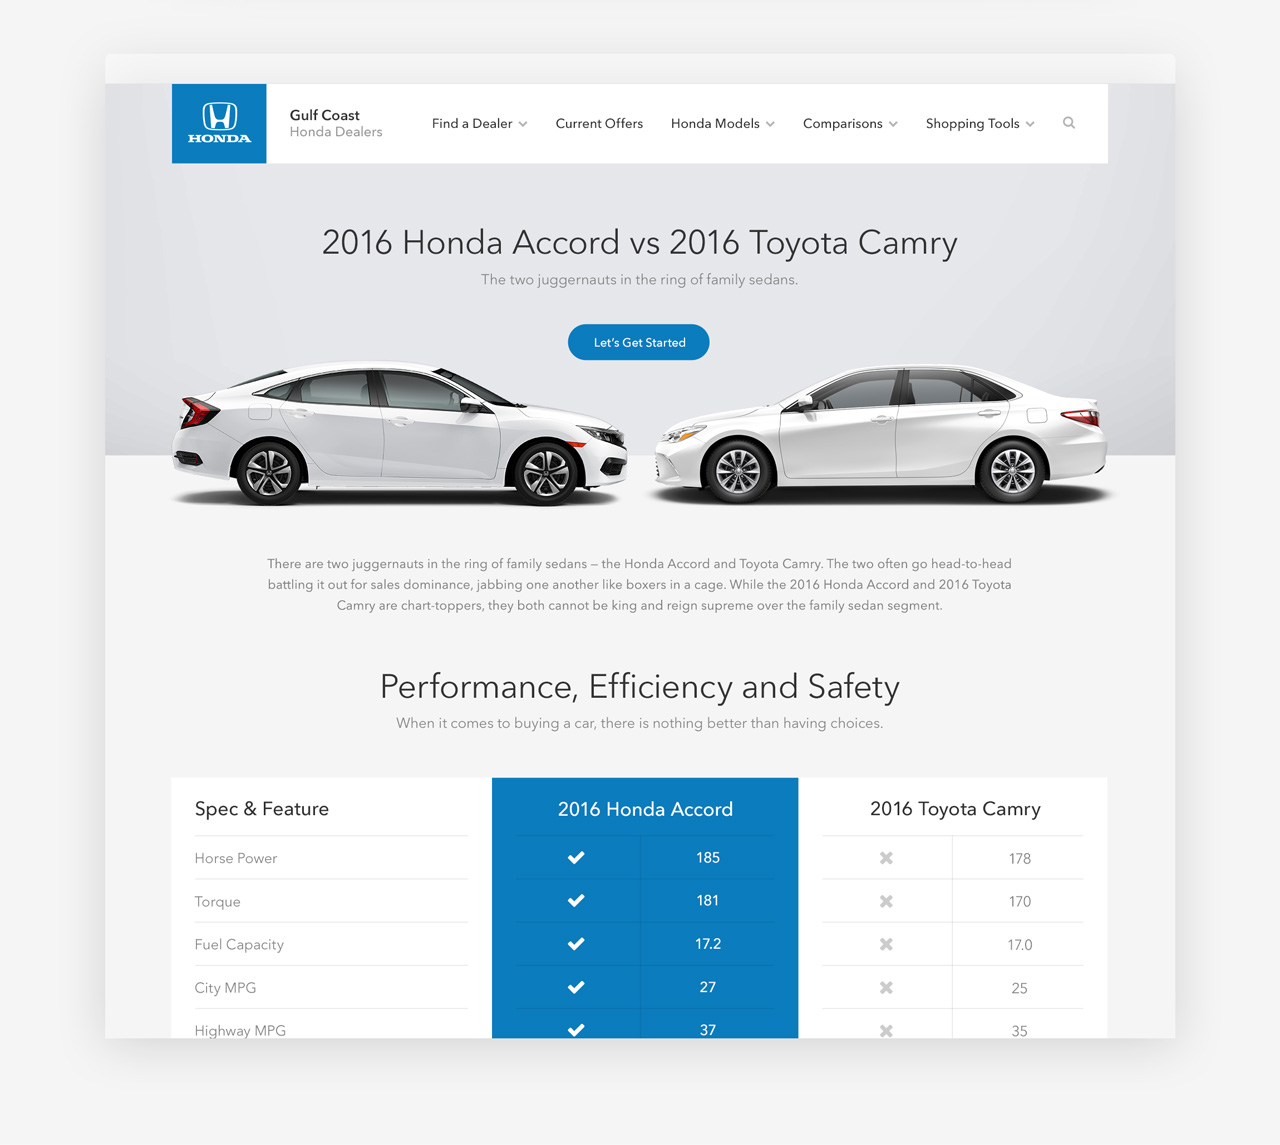 HONDA
Gulf Coast
Honda Dealers
Find a Dealer
Current Offers
Honda Models
Comparisons
Shopping Tools
2016 Honda Accord vs 2016 Toyota Camry
The two juggernauts in the ring of family sedans.
Let's Get Started
There are two juggernauts in the ring of family sedans – the Honda Accord and Toyota Camry. The two often go head-to-head
battling it out for sales dominance, jabbing one another like boxers in a cage. While the 2016 Honda Accord and 2016 Toyota
Camry are chart-toppers, they both cannot be king and reign supreme over the family sedan segment.
Performance, Efficiency and Safety
When it comes to buying a car, there is nothing better than having choices.
Spec & Feature 2016 Honda Accord 2016 Toyota Camry
Horse Power 185 178
Torque 181 170
Fuel Capacity 17.2 17.0
City MPG 27 25
Highway MPG 37 35